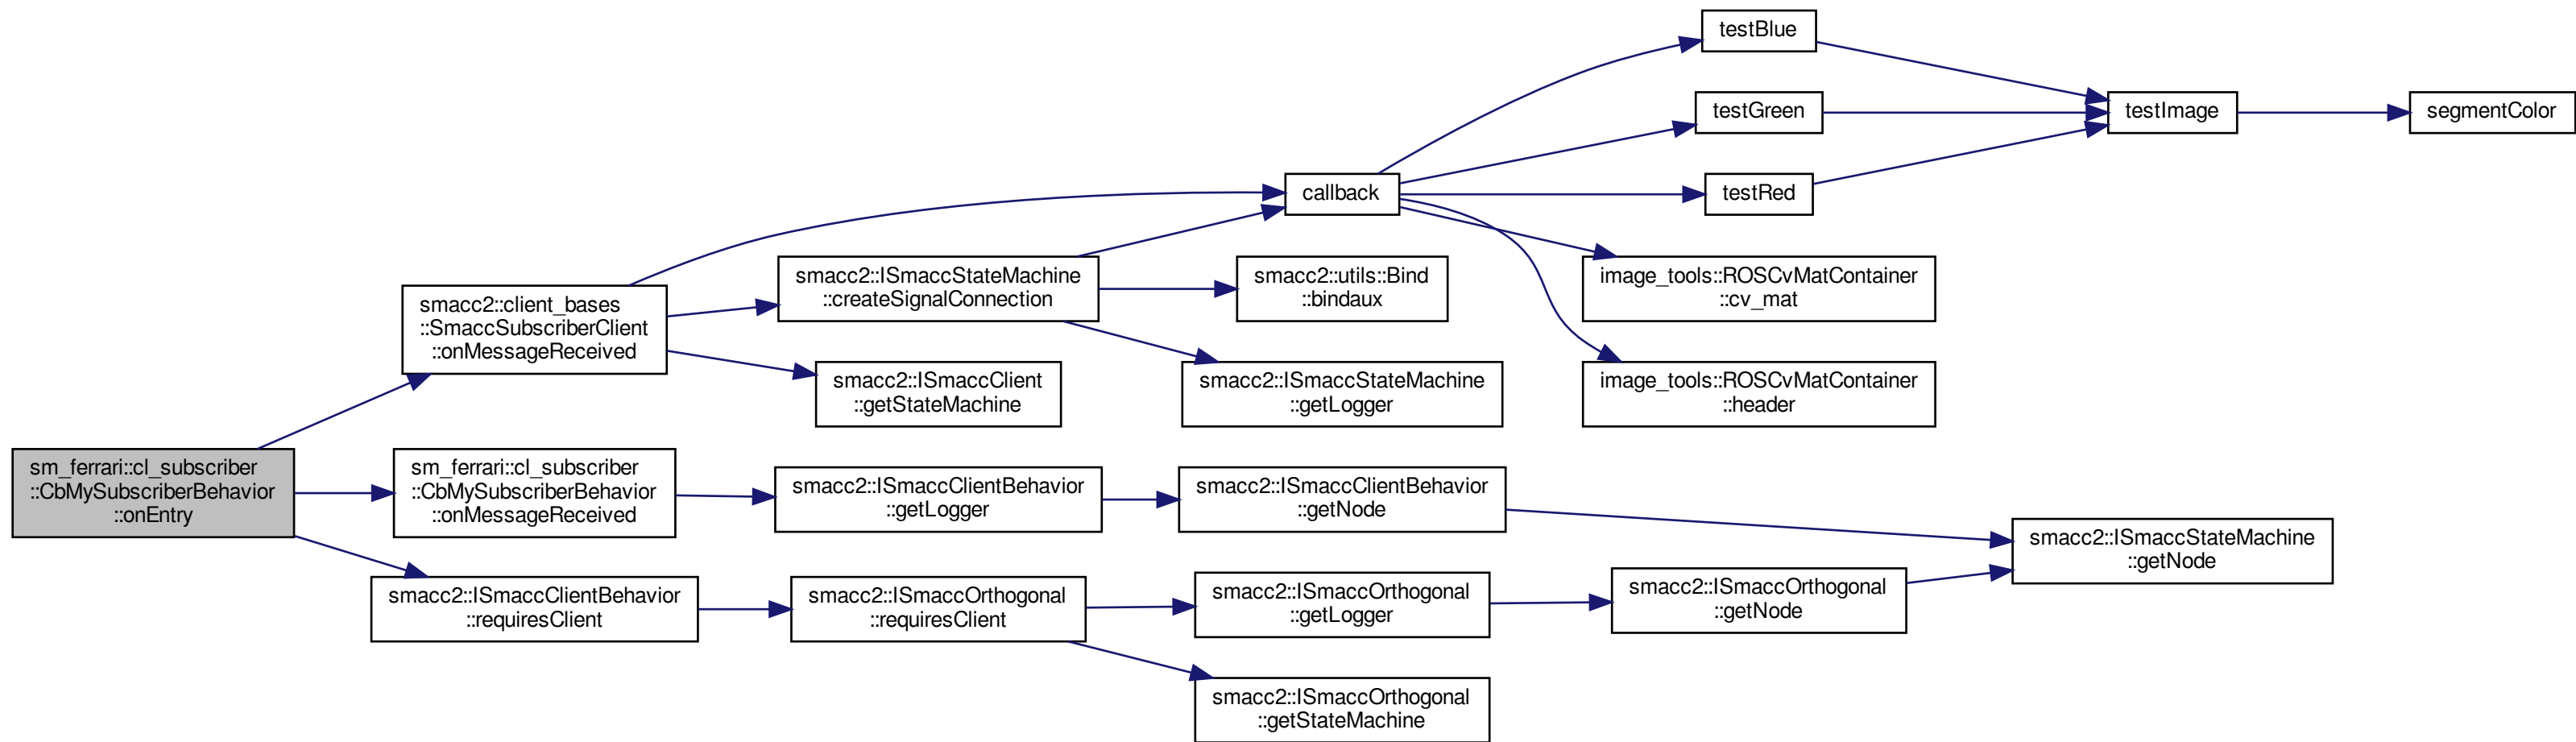 testBlue
testGreen
testImage
segmentColor
callback
testRed
smacc2::ISmaccStateMachine
::createSignalConnection
smacc2::utils::Bind
::bindaux
image_tools::ROSCvMatContainer
::cv_mat
smacc2::client_bases
::SmaccSubscriberClient
::onMessageReceived
smacc2::ISmaccClient
::getStateMachine
smacc2::ISmaccStateMachine
::getLogger
image_tools::ROSCvMatContainer
::header
sm_ferrari::cl_subscriber
::CbMySubscriberBehavior
::onEntry
sm_ferrari::cl_subscriber
::CbMySubscriberBehavior
::onMessageReceived
smacc2::ISmaccClientBehavior
::getLogger
smacc2::ISmaccClientBehavior
::getNode
smacc2::ISmaccStateMachine
::getNode
smacc2::ISmaccClientBehavior
::requiresClient
smacc2::ISmaccOrthogonal
::requiresClient
smacc2::ISmaccOrthogonal
::getLogger
smacc2::ISmaccOrthogonal
::getNode
smacc2::ISmaccOrthogonal
::getStateMachine